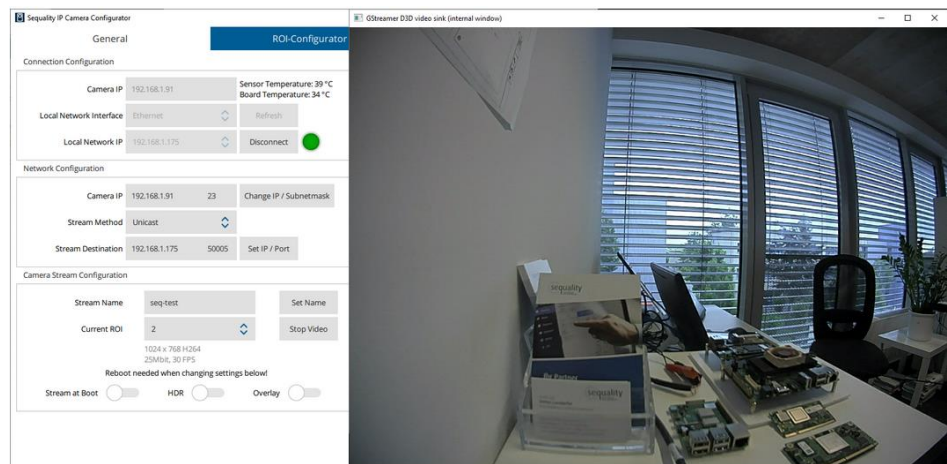 Sequality IP Camera Configurator
General
ROI-Configurator
Connection Configuration
Camera IP 192.168.1.91
Sensor Temperature: 39 °C
Board Temperature: 34 °C
Local Network Interface Ethernet Refresh
Local Network IP 192.168.1.175 Disconnect
Network Configuration
Camera IP 192.168.1.91 23 Change IP / Subnetmask
Stream Method Unicast
Stream Destination 192.168.1.175 50005 Set IP / Port
Camera Stream Configuration
Stream Name seq-test Set Name
Current ROI 2 Stop Video
1024 x 768 H264
25Mbit, 30 FPS
Reboot needed when changing settings below!
Stream at Boot HDR Overlay
GStreamer D3D video sink (internal window)
sequality
Ihr Partner
sequality